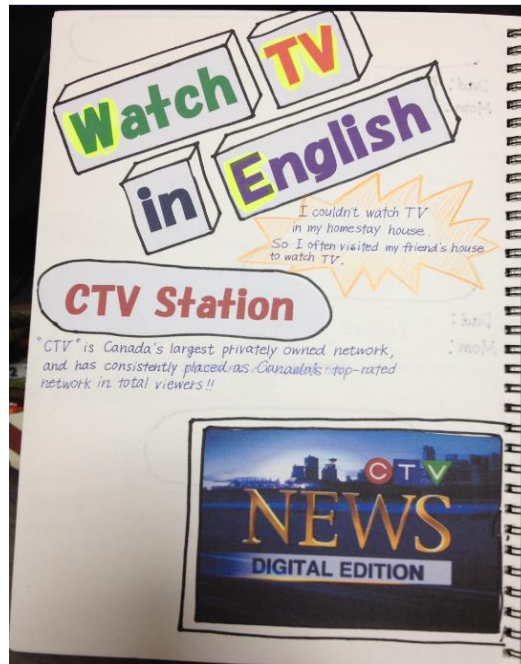 Watch TV
in English
I couldn't watch TV
in my homestay house.
So I often visited my friend's house
to watch TV.
CTV Station
"CTV" is Canada's largest privately owned network,
and has consistently placed as Canada's top-rated
network in total viewers!!
CTV
NEWS
DIGITAL EDITION